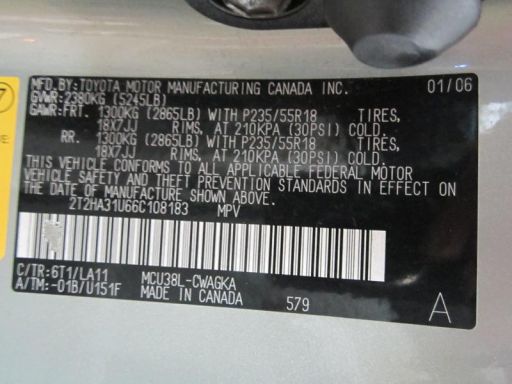 7
MFD.BY:TOYOTA MOTOR MANUFACTURING CANADA INC. 01/06
GVWR:2380KG (5245LB)
GAWR:FRT. 1300KG (2865LB) WITH P235/55R18 TIRES,
18X7JJ RIMS, AT 210KPA (30PSI) COLD.
RR. 1300KG (2865LB) WITH P235/55R18 TIRES,
18X7JJ RIMS, AT 210KPA (30PSI) COLD.
THIS VEHICLE CONFORMS TO ALL APPLICABLE FEDERAL MOTOR
VEHICLE SAFETY AND THEFT PREVENTION STANDARDS IN EFFECT ON
THE DATE OF MANUFACTURE SHOWN ABOVE.
2T2HA31U66C108183 MPV
C/TR:6T1/LA11 MCU38L-CWAGKA
A/TM:-01B/U151F MADE IN CANADA 579 A